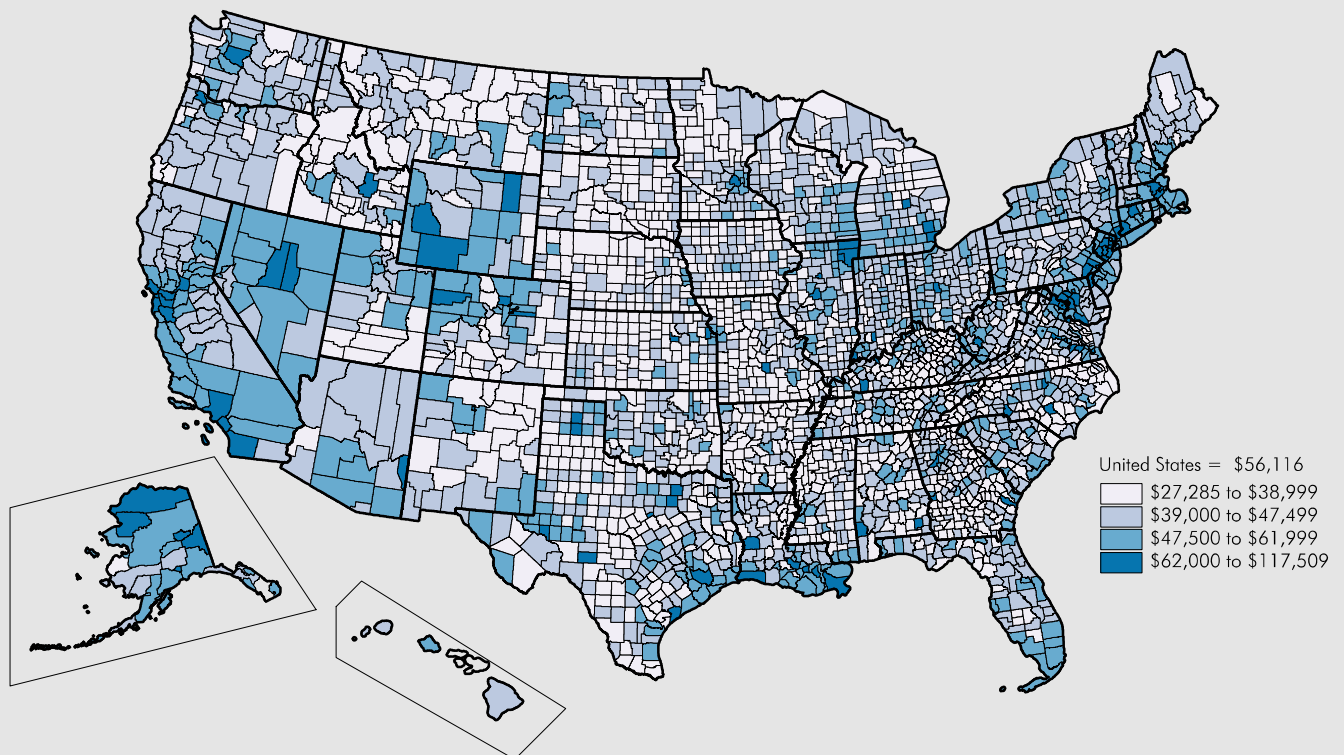 United States = $56,116
$27,285 to $38,999
$39,000 to $47,499
$47,500 to $61,999
$62,000 to $117,509